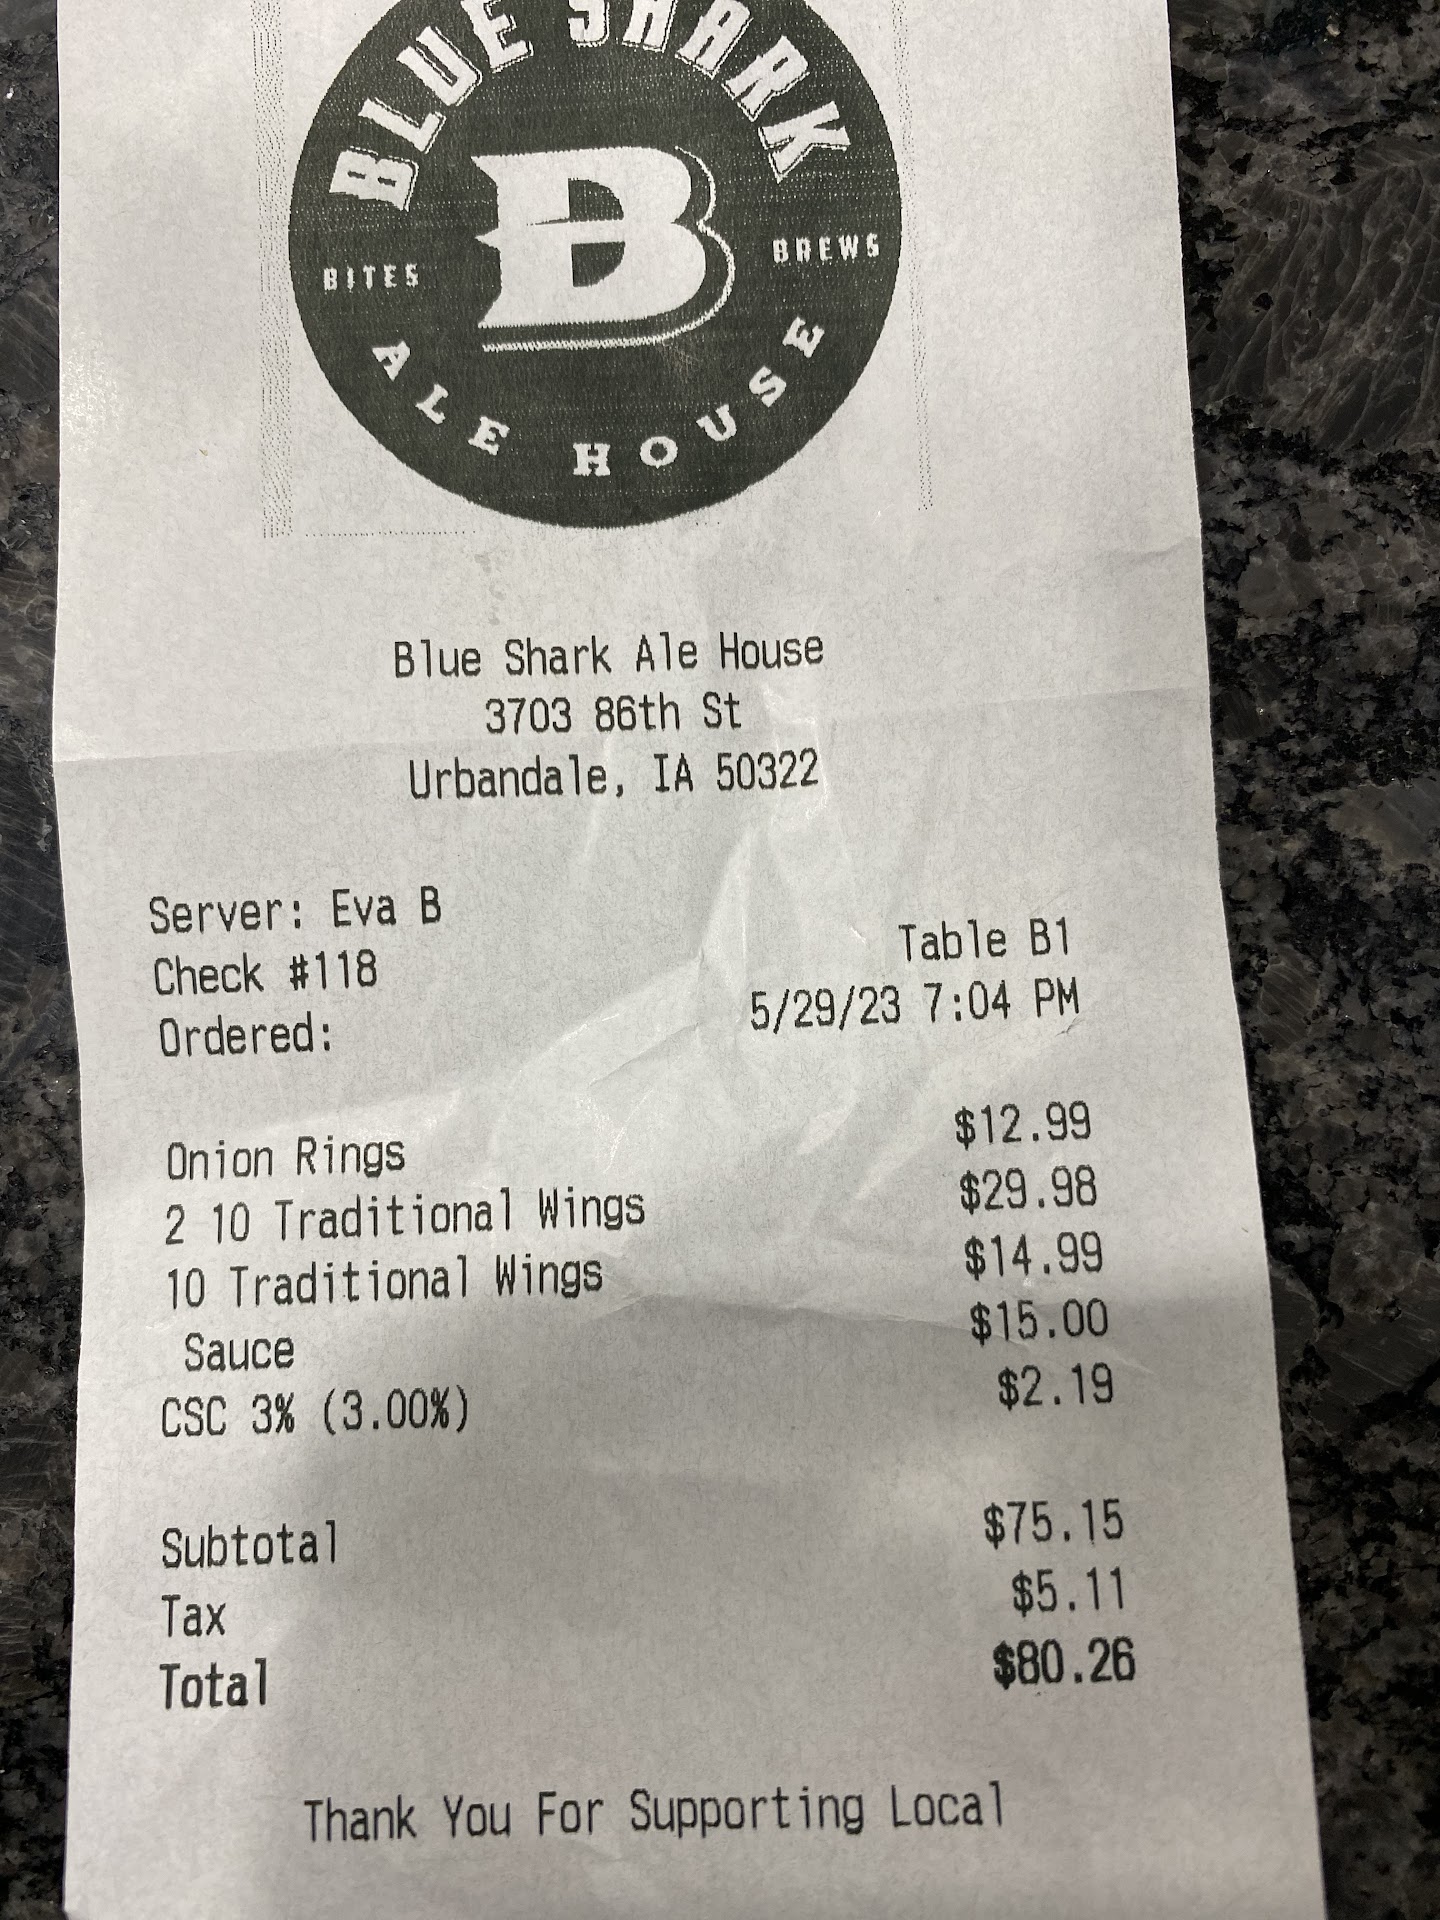 BLUE SHARK
BITES
BREWS
B
ALE HOUSE
Blue Shark Ale House
3703 86th St
Urbandale, IA 50322
Server: Eva B
Check #118 Table B1
Ordered: 5/29/23 7:04 PM
Onion Rings $12.99
2 10 Traditional Wings $29.98
10 Traditional Wings $14.99
Sauce $15.00
CSC 3% (3.00%) $2.19
Subtotal $75.15
Tax $5.11
Total $80.26
Thank You For Supporting Local